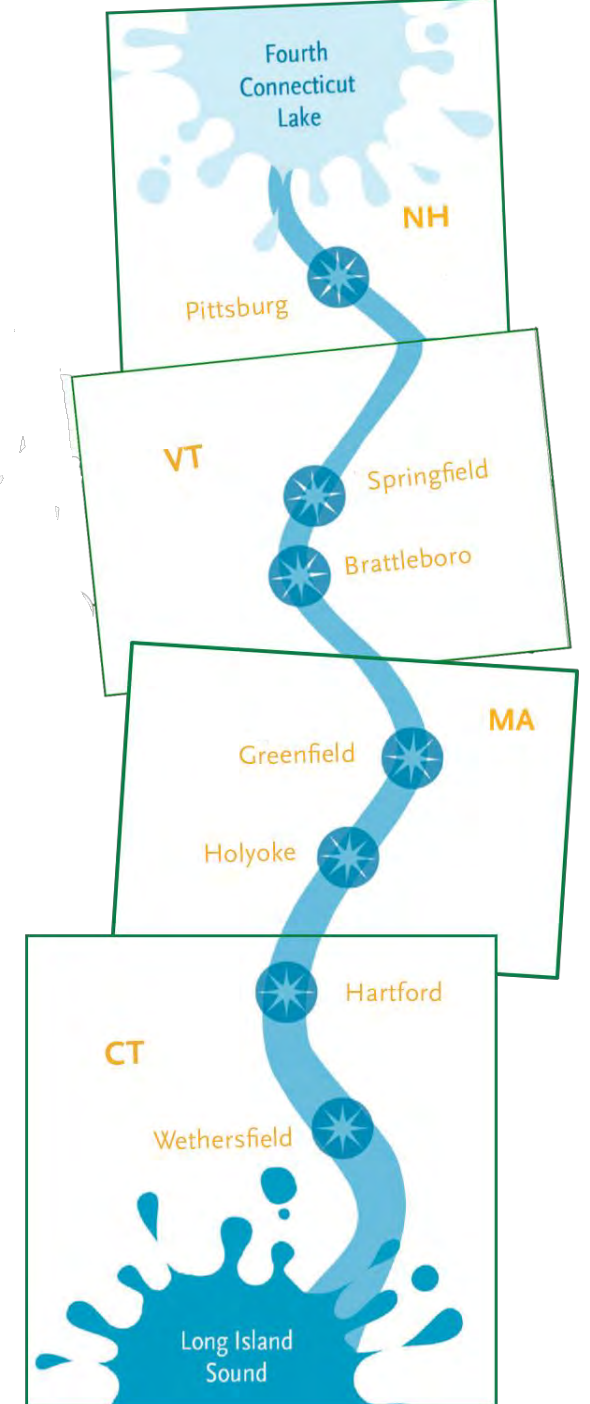 Fourth
Connecticut
Lake
NH
Pittsburg
VT
Springfield
Brattleboro
MA
Greenfield
Holyoke
Hartford
CT
Wethersfield
Long Island
Sound